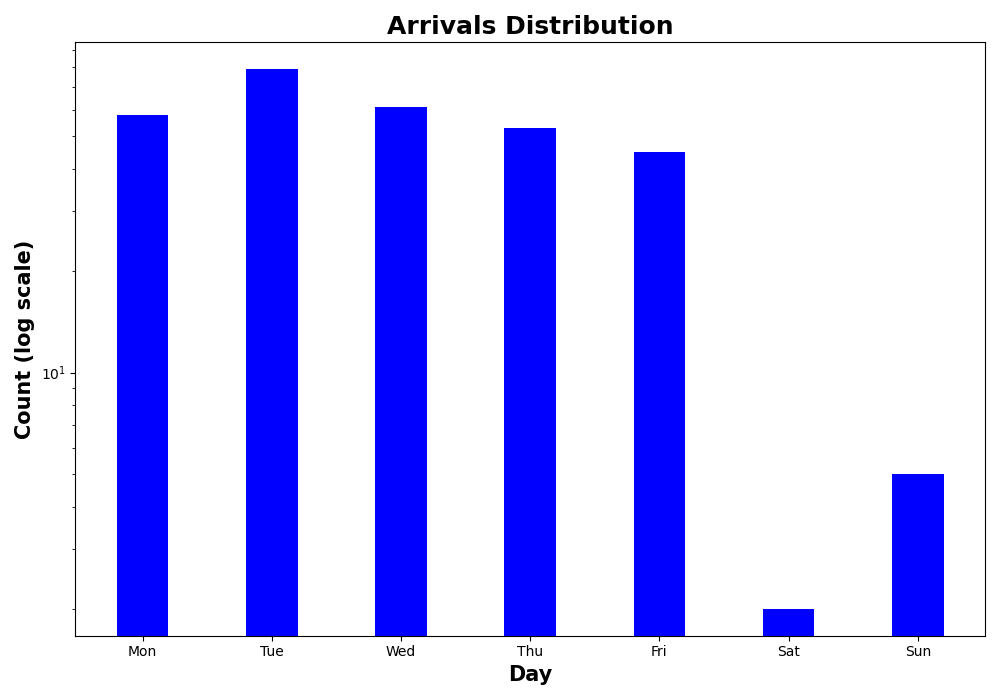 Arrivals Distribution
Count (log scale)
10¹
Mon Tue Wed Thu Fri Sat Sun
Day